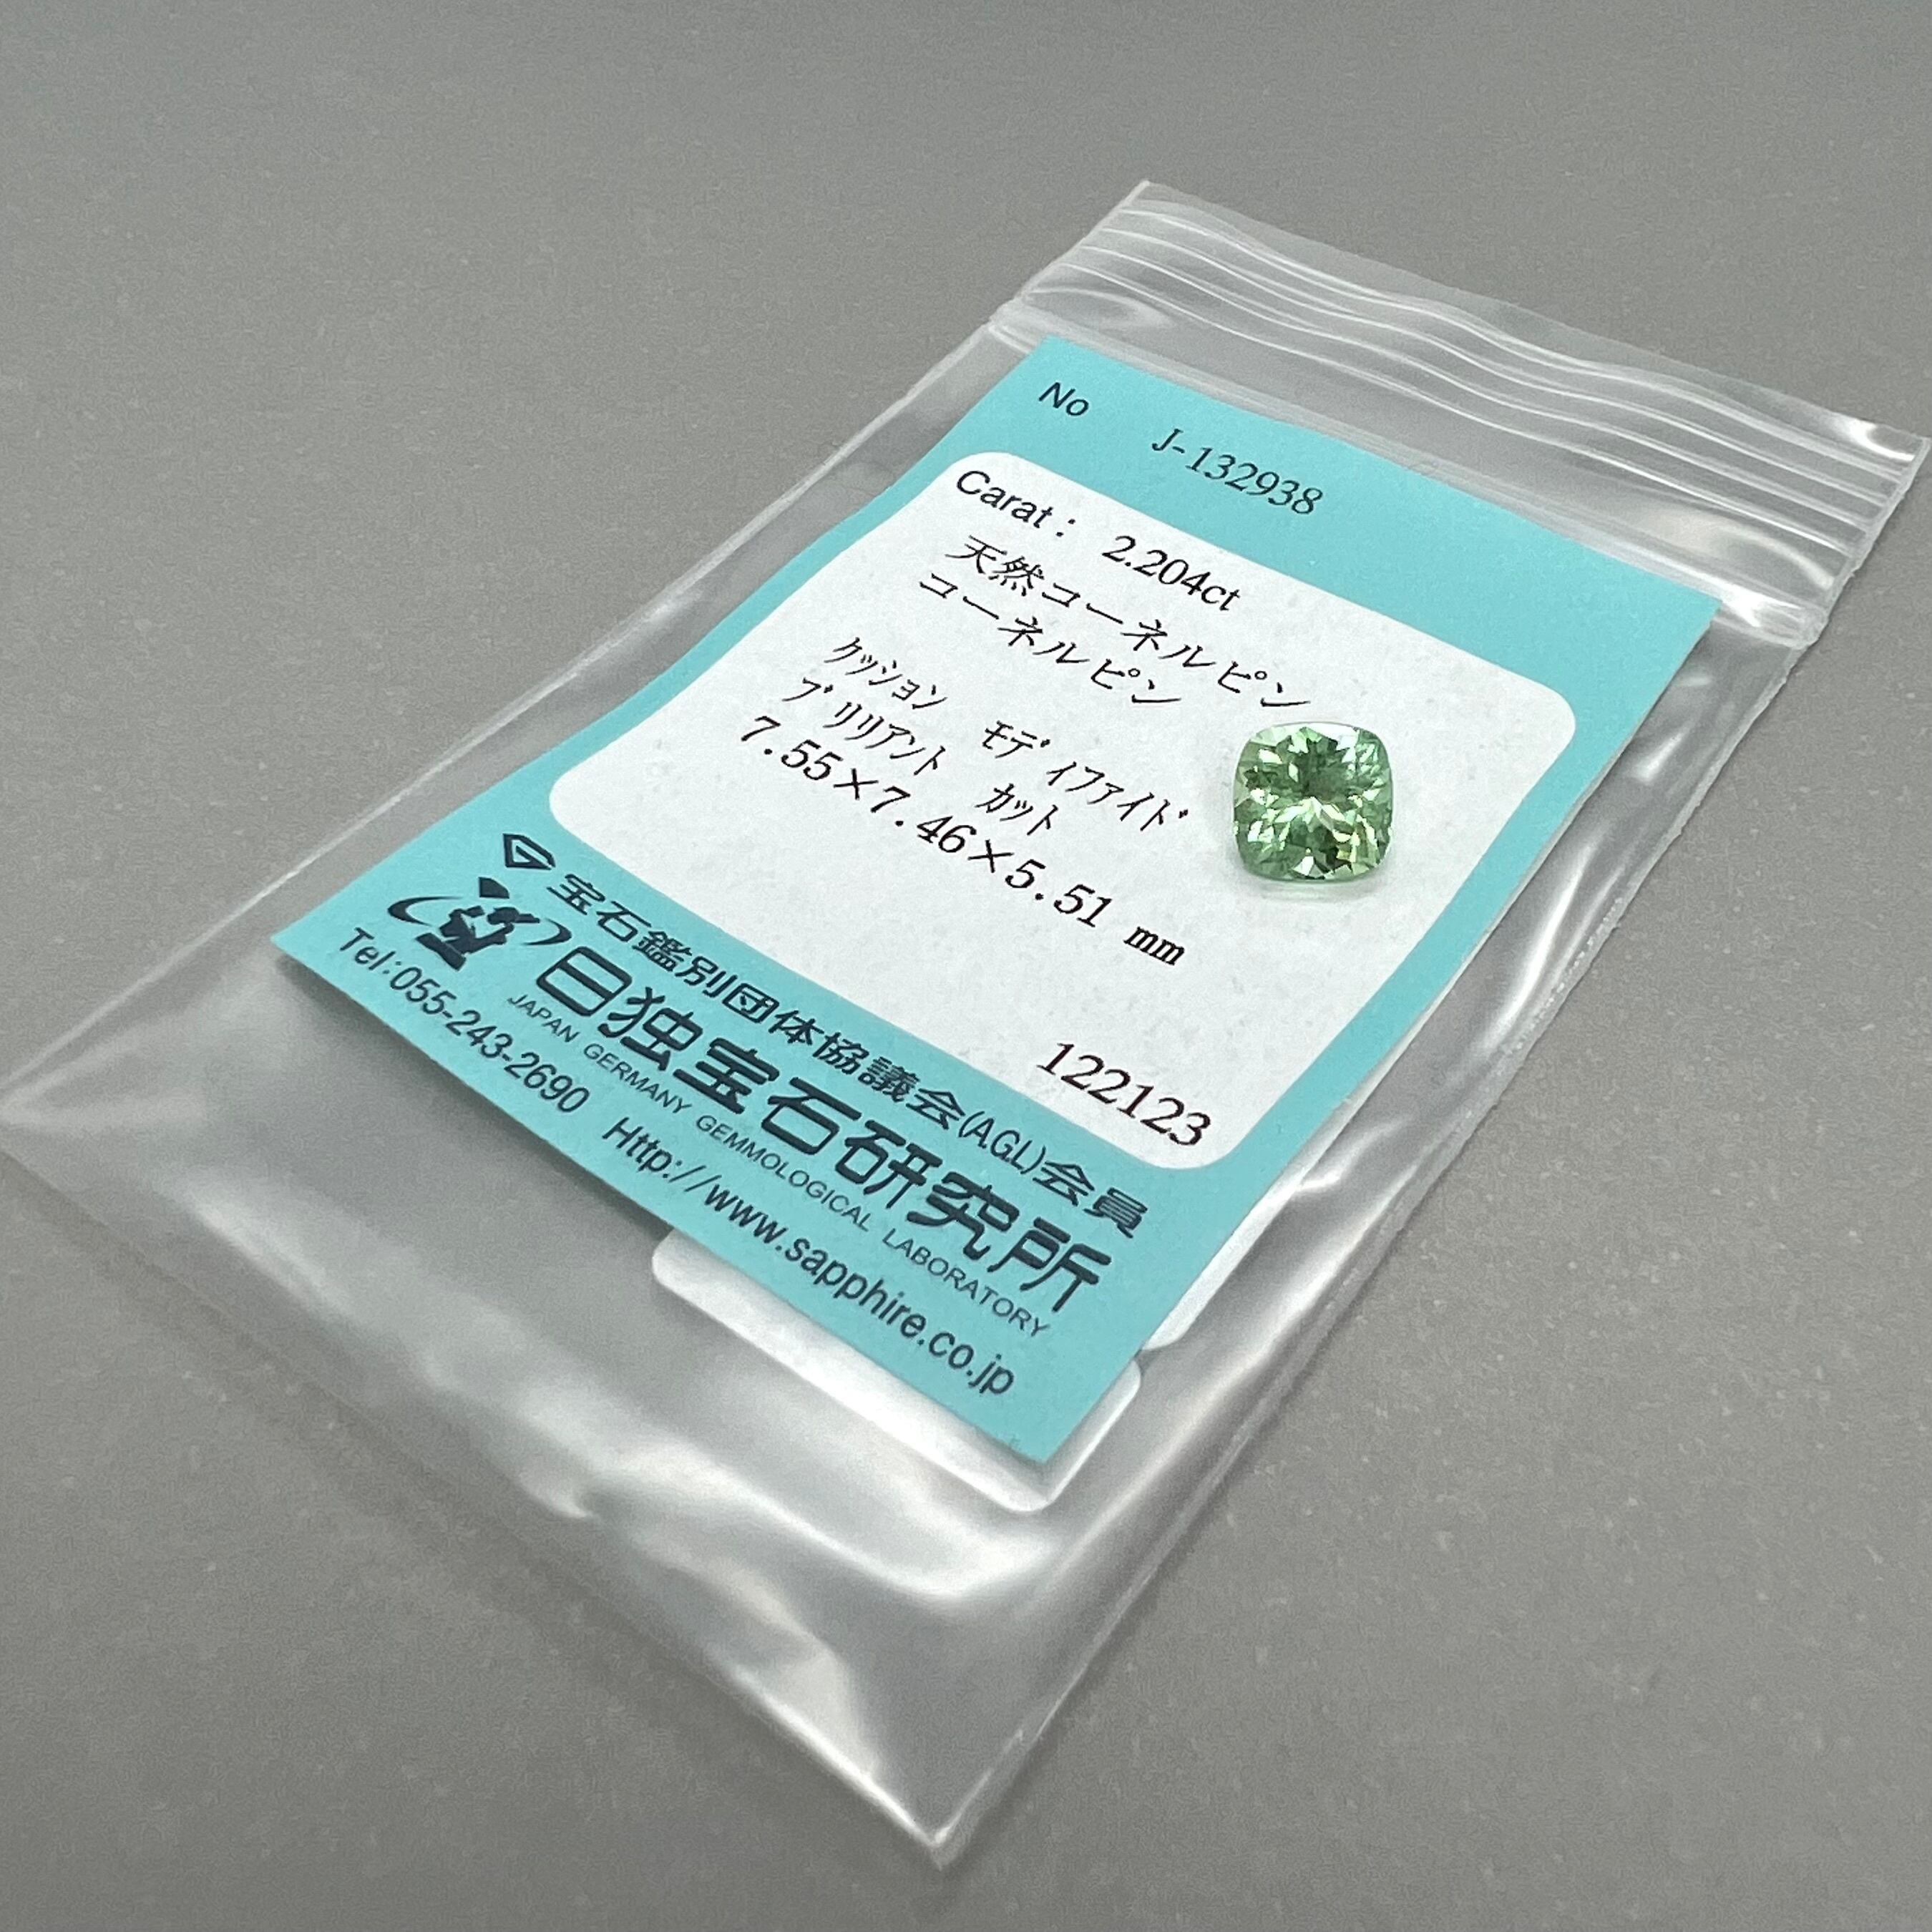 No J-132938
Carat: 2.204ct
天然コーネルピン
コーネルピン
ｸｯｼｮﾝ ﾓﾃﾞｨﾌｧｲﾄﾞ
ﾌﾞﾘﾘｱﾝﾄ ｶｯﾄ
7.55×7.46×5.51 mm
122123
宝石鑑別団体協議会(A.G.L)会員
日独宝石研究所
JAPAN GERMANY GEMMOLOGICAL LABORATORY
Tel:055-243-2690 Http://www.sapphire.co.jp